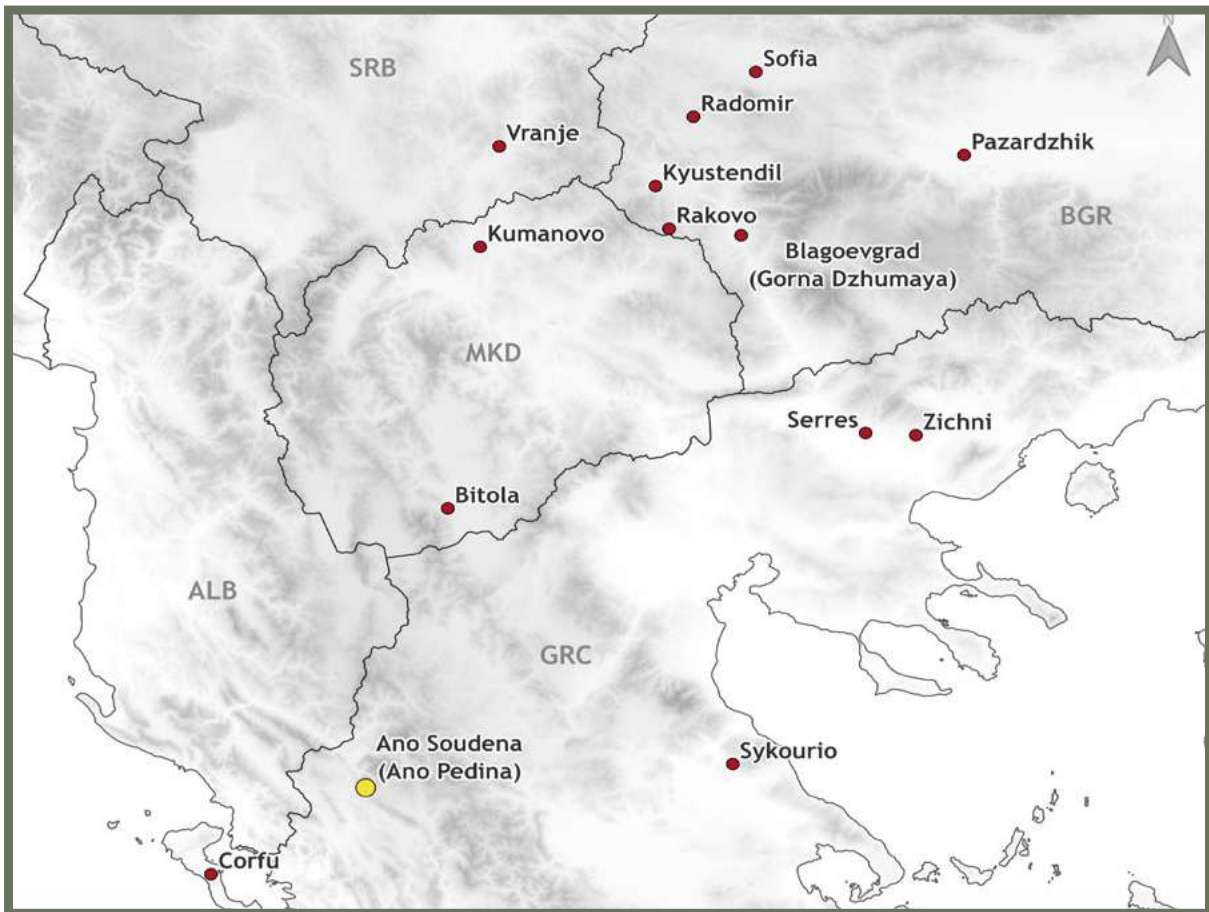 N
SRB
Sofia
Radomir
Vranje
Pazardzhik
Kyustendil
Rakovo
BGR
Kumanovo
Blagoevgrad
(Gorna Dzhumaya)
MKD
Serres
Zichni
Bitola
ALB
GRC
Ano Soudena
(Ano Pedina)
Sykourio
Corfu